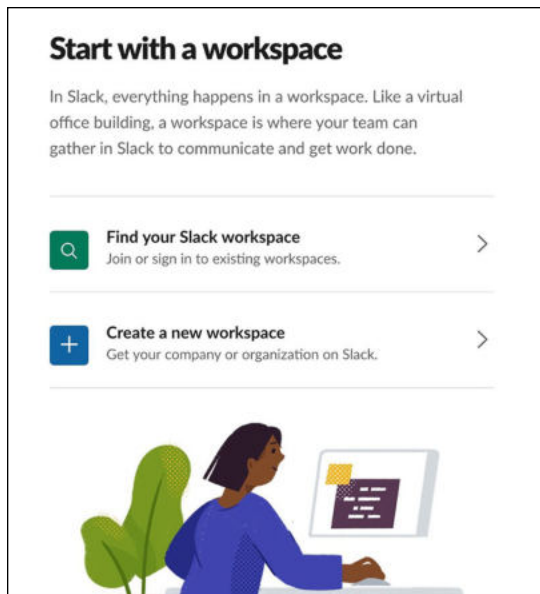 Start with a workspace
In Slack, everything happens in a workspace. Like a virtual
office building, a workspace is where your team can
gather in Slack to communicate and get work done.
Find your Slack workspace
Join or sign in to existing workspaces.
Create a new workspace
Get your company or organization on Slack.